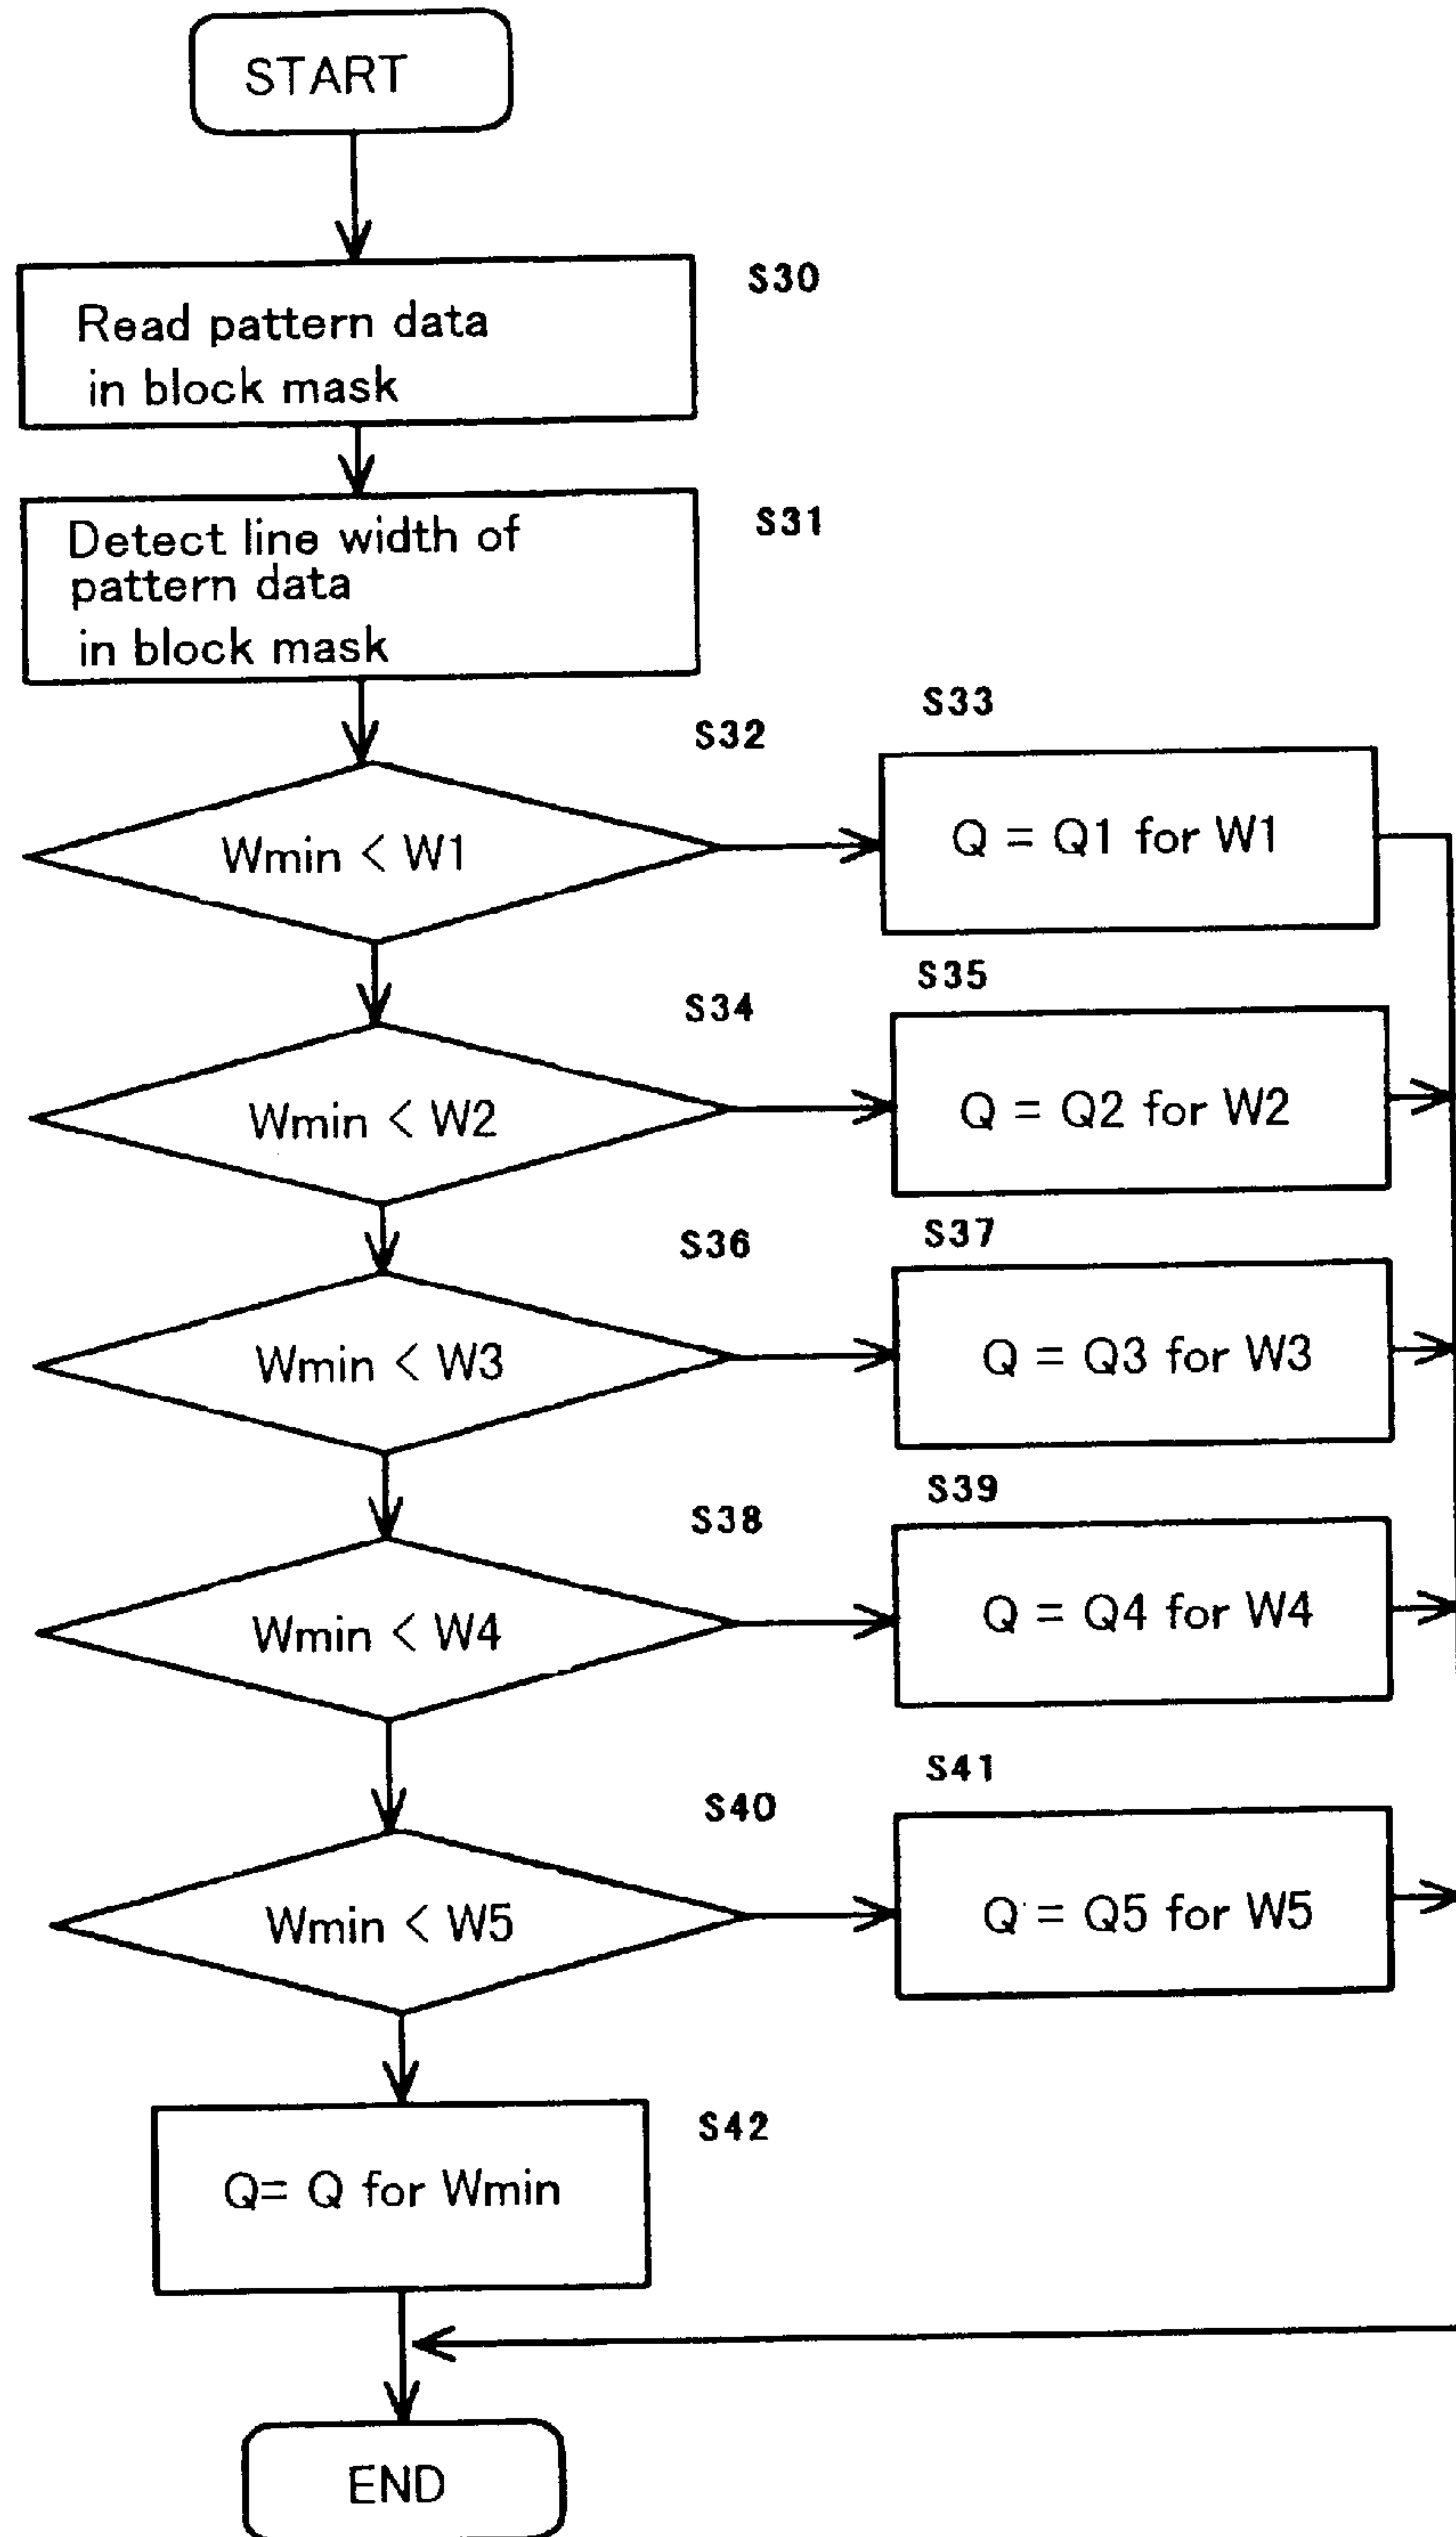 START
S30
Read pattern data
in block mask
S31
Detect line width of
pattern data
in block mask
S32
Wmin < W1
S33
Q = Q1 for W1
S34
Wmin < W2
S35
Q = Q2 for W2
S36
Wmin < W3
S37
Q = Q3 for W3
S38
Wmin < W4
S39
Q = Q4 for W4
S40
Wmin < W5
S41
Q = Q5 for W5
S42
Q= Q for Wmin
END